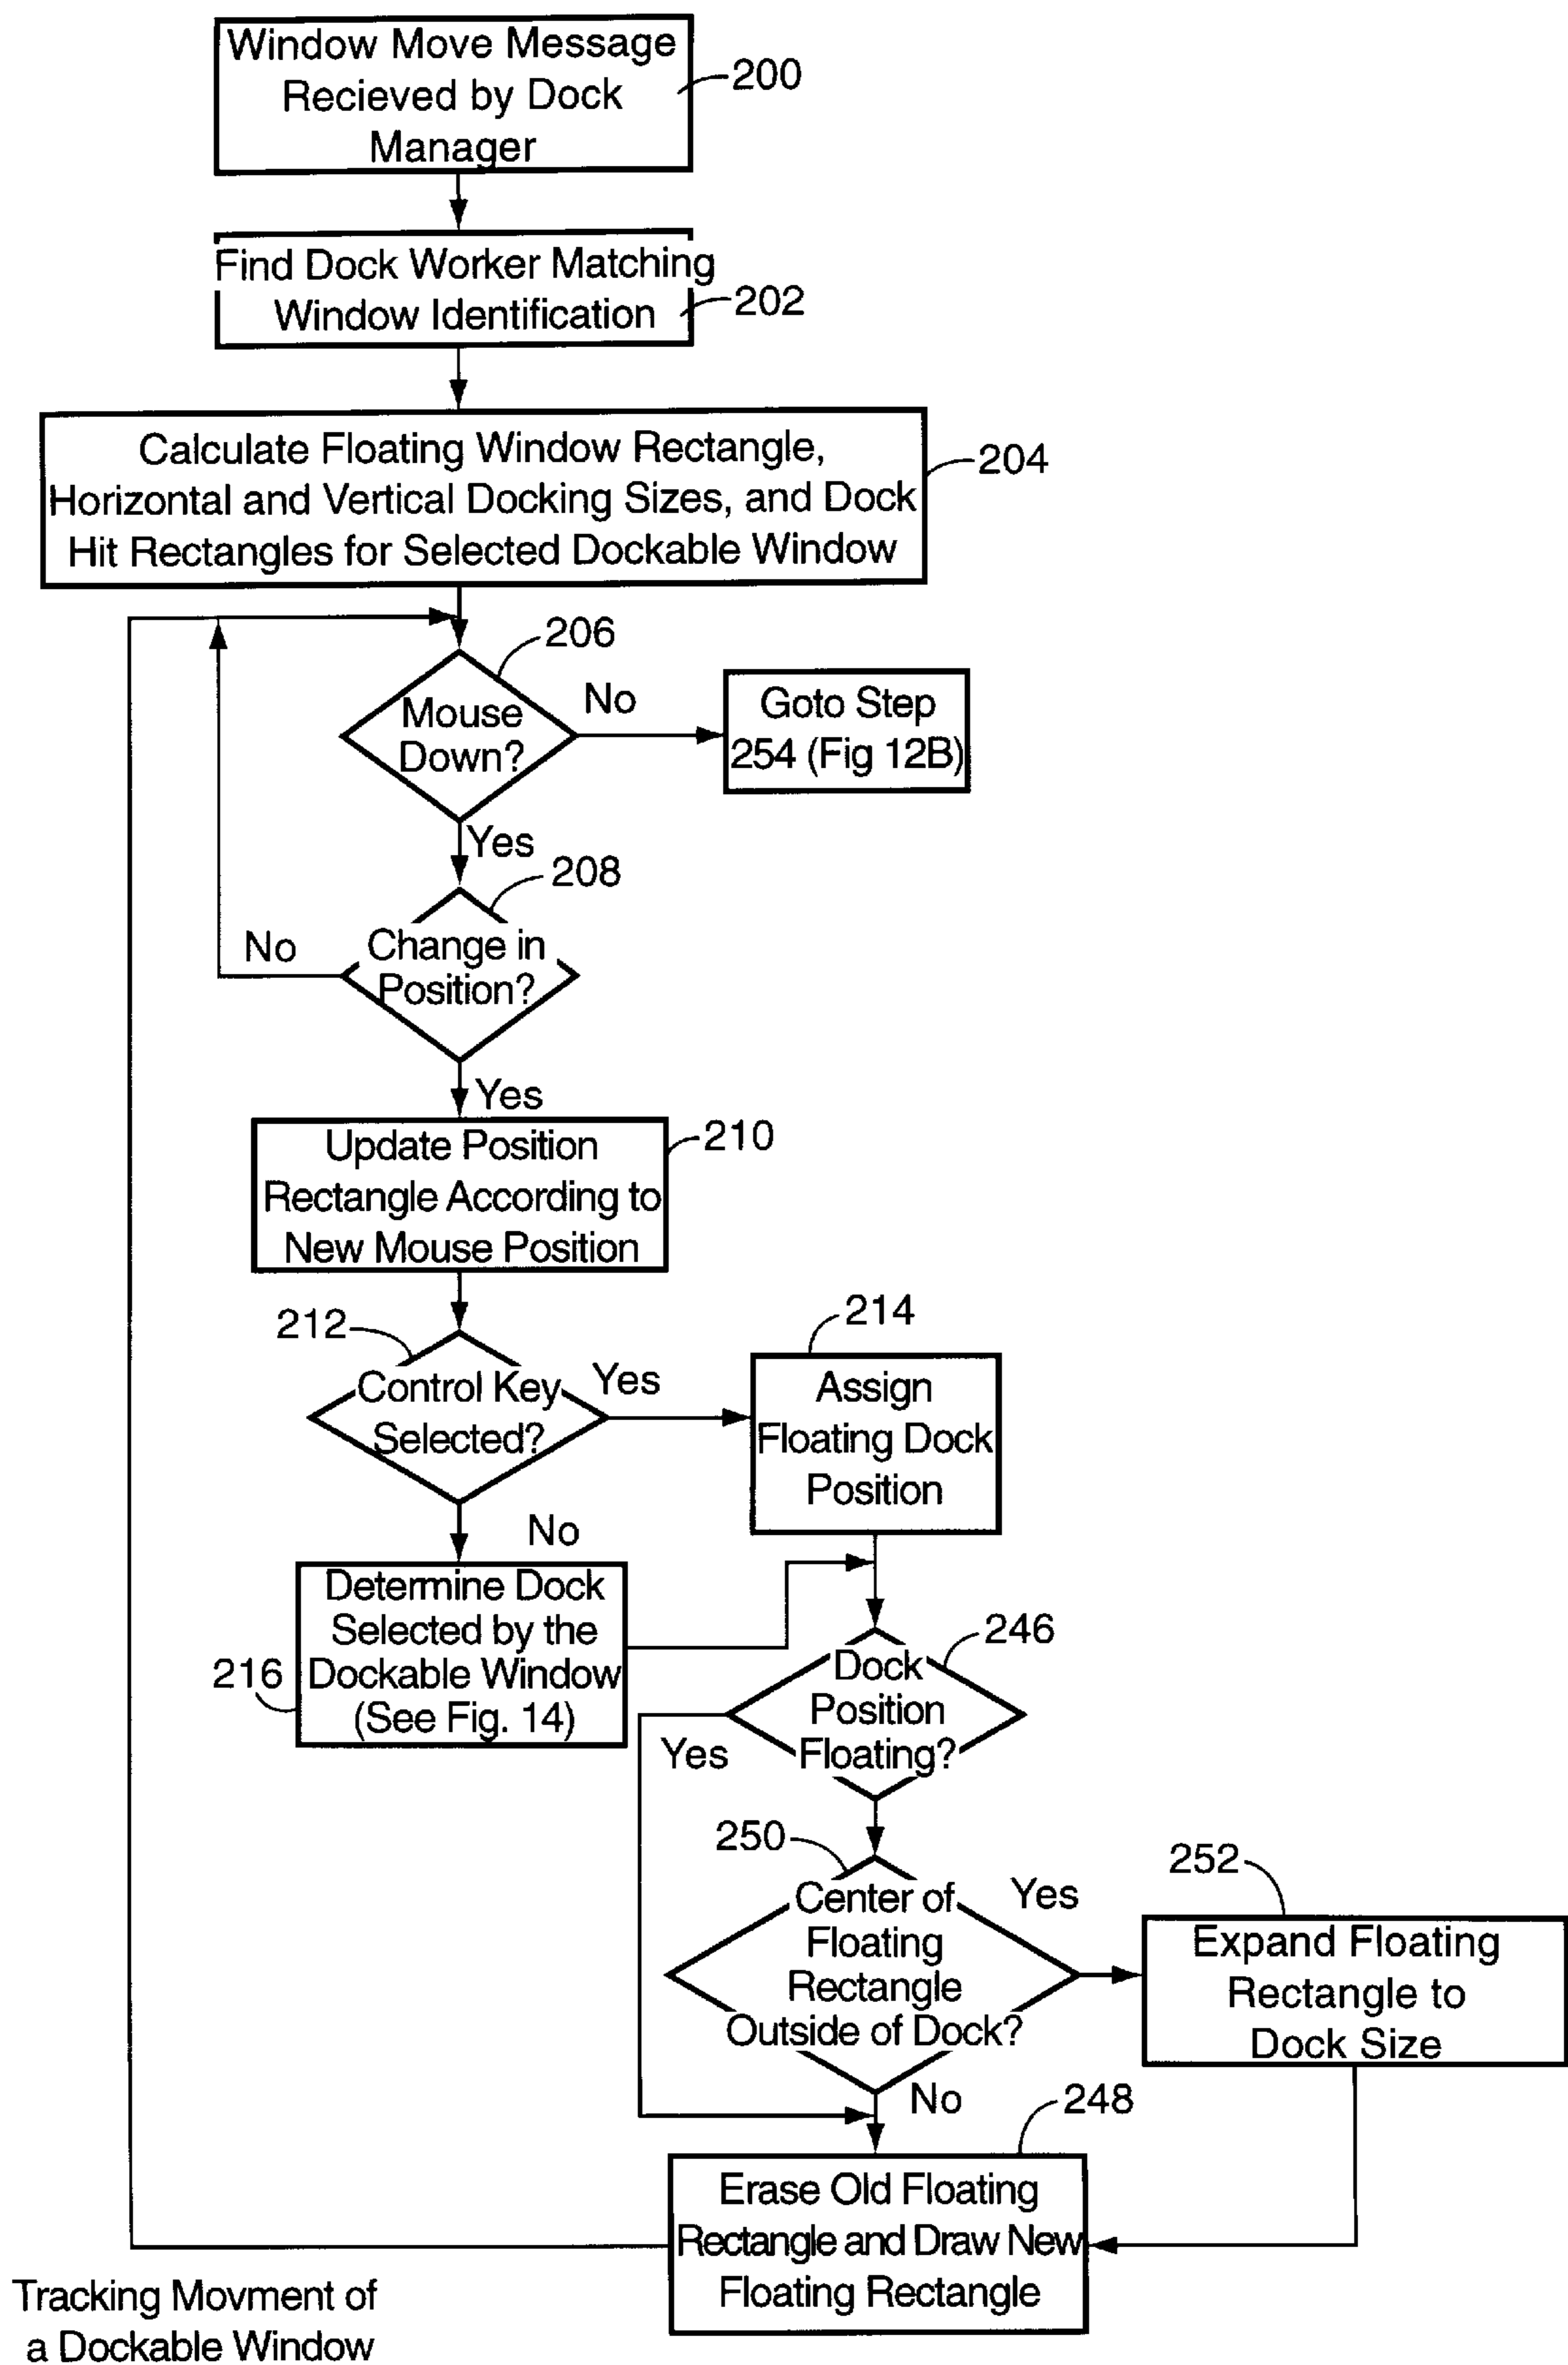 Window Move Message
Recieved by Dock
Manager
200
Find Dock Worker Matching
Window Identification
202
Calculate Floating Window Rectangle,
Horizontal and Vertical Docking Sizes, and Dock
Hit Rectangles for Selected Dockable Window
204
206
Mouse
Down?
No
Goto Step
254 (Fig 12B)
Yes
208
Change in
Position?
No
Yes
Update Position
Rectangle According to
New Mouse Position
210
212
Control Key
Selected?
Yes
214
Assign
Floating Dock
Position
No
Determine Dock
Selected by the
Dockable Window
(See Fig. 14)
216
246
Dock
Position
Floating?
Yes
250
Center of
Floating
Rectangle
Outside of Dock?
Yes
252
Expand Floating
Rectangle to
Dock Size
No
248
Erase Old Floating
Rectangle and Draw New
Floating Rectangle
Tracking Movment of
a Dockable Window